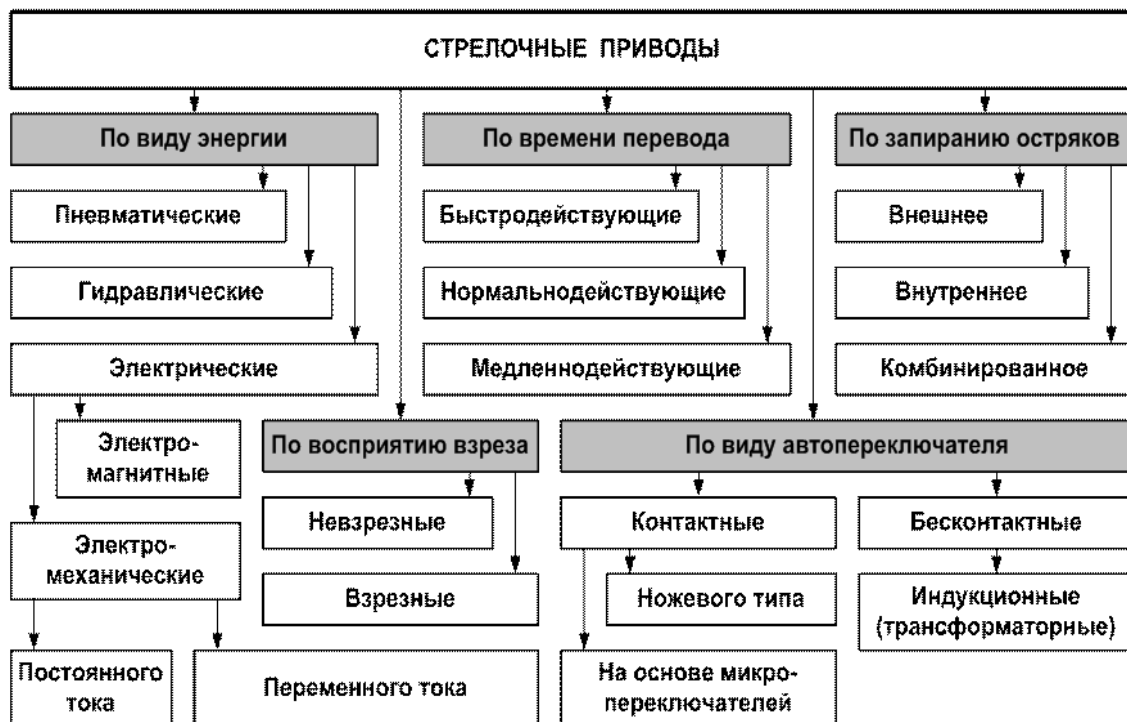 СТРЕЛОЧНЫЕ ПРИВОДЫ
По виду энергии
По времени перевода
По запиранию остряков
Пневматические
Быстродействующие
Внешнее
Гидравлические
Нормальнодействующие
Внутреннее
Электрические
Медленнодействующие
Комбинированное
Электро-
магнитные
По восприятию взреза
По виду автопереключателя
Электро-
механические
Невзрезные
Контактные
Бесконтактные
Взрезные
Ножевого типа
Индукционные
(трансформаторные)
Постоянного
тока
Переменного тока
На основе микро-
переключателей